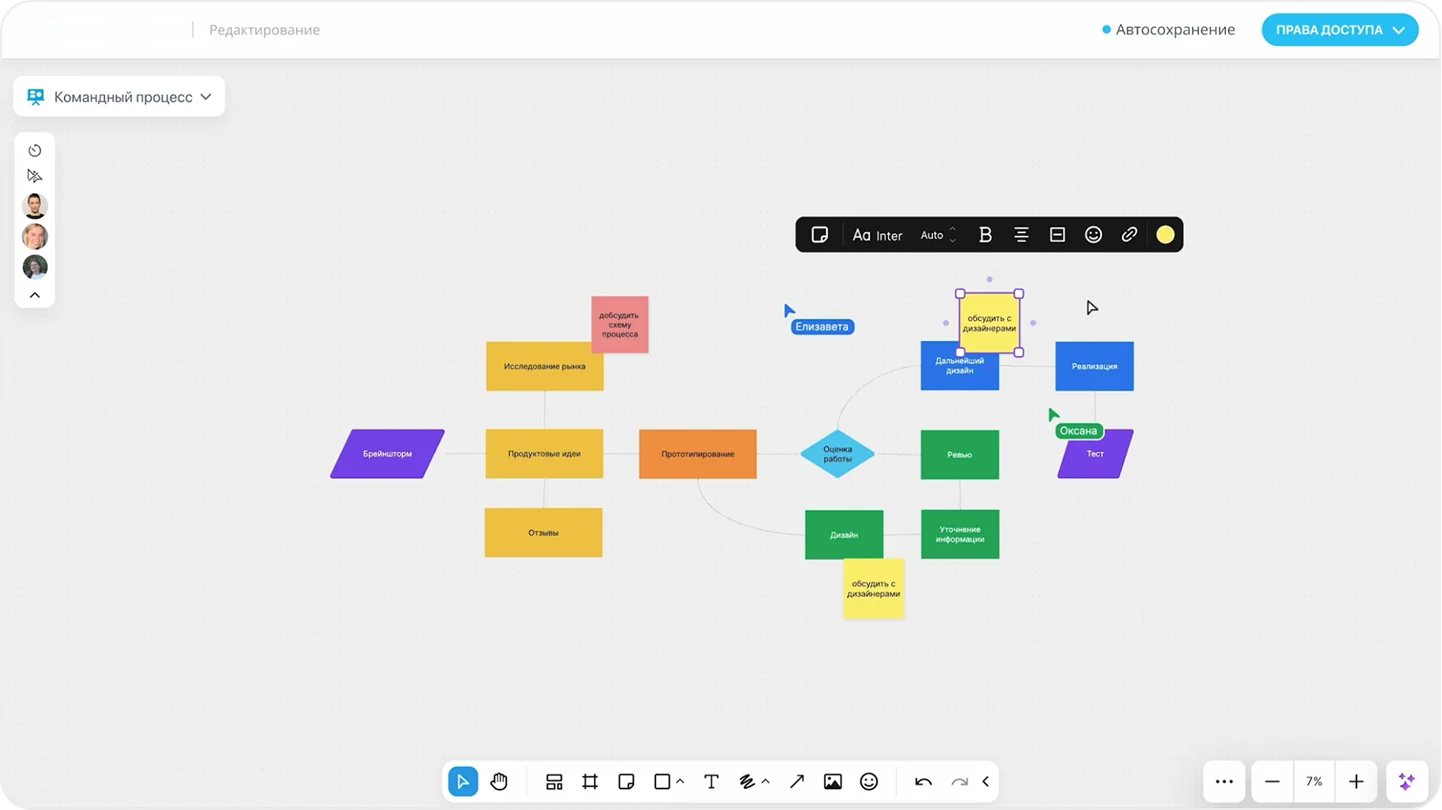 Редактирование
Автосохранение
ПРАВА ДОСТУПА
Командный процесс
Aa Inter
Auto
B
добсудить
схему
процесса
Елизавета
обсудить с
дизайнерами
Исследование рынка
Дальнейший
дизайн
Реализация
Оксана
Брейншторм
Продуктовые идеи
Прототипирование
Оценка
работы
Ревью
Тест
Отзывы
Дизайн
Уточнение
информации
обсудить с
дизайнерами
T
7%